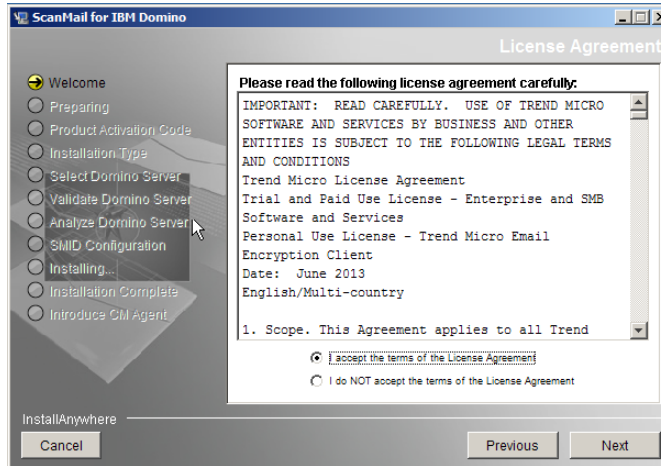 ScanMail for IBM Domino
License Agreement
Welcome
Preparing
Product Activation Code
Installation Type
Select Domino Server
Validate Domino Server
Analyze Domino Server
SMID Configuration
Installing...
Installation Complete
Introduce CM Agent
Please read the following license agreement carefully:
IMPORTANT: READ CAREFULLY. USE OF TREND MICRO
SOFTWARE AND SERVICES BY BUSINESS AND OTHER
ENTITIES IS SUBJECT TO THE FOLLOWING LEGAL TERMS
AND CONDITIONS
Trend Micro License Agreement
Trial and Paid Use License - Enterprise and SMB
Software and Services
Personal Use License - Trend Micro Email
Encryption Client
Date: June 2013
English/Multi-country
1. Scope. This Agreement applies to all Trend
I accept the terms of the License Agreement
I do NOT accept the terms of the License Agreement
InstallAnywhere
Cancel
Previous
Next